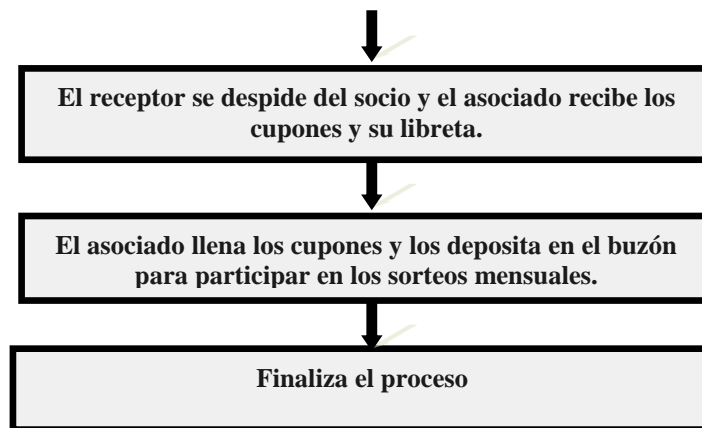 El receptor se despide del socio y el asociado recibe los
cupones y su libreta.
El asociado llena los cupones y los deposita en el buzón
para participar en los sorteos mensuales.
Finaliza el proceso